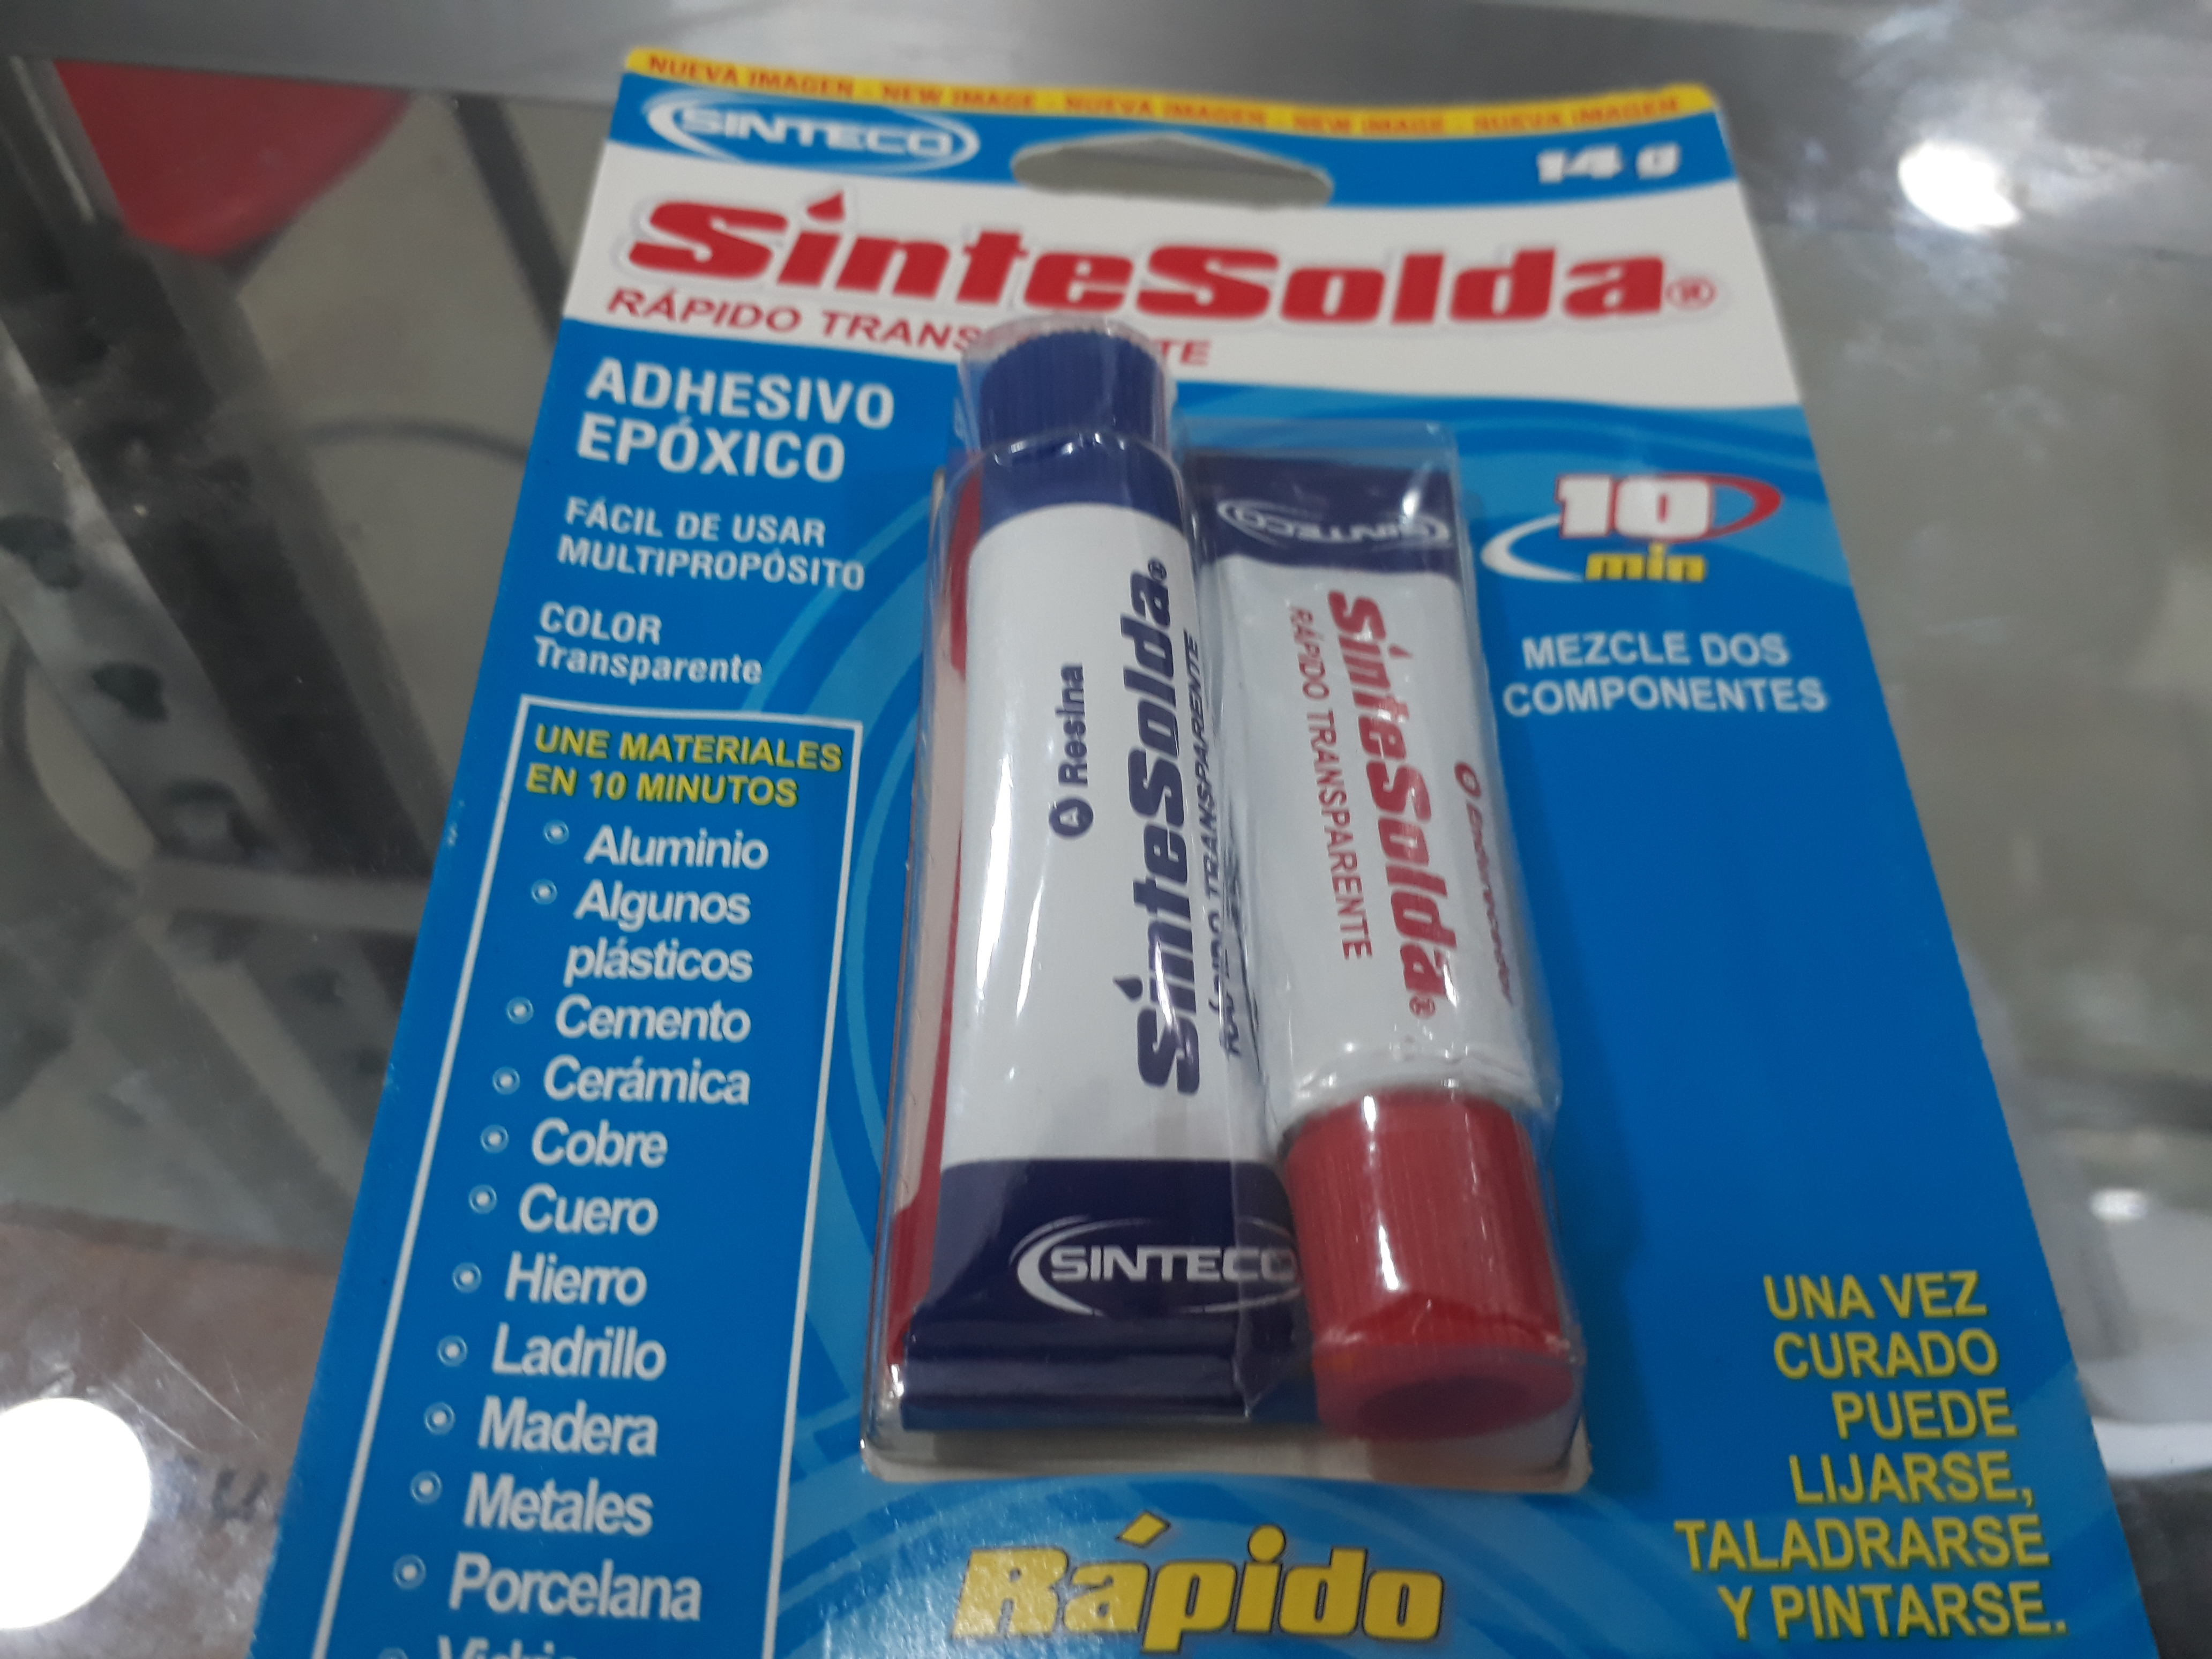 NUEVA IMAGEN - NEW IMAGE - NUEVA IMAGEN - NEW IMAGE - NUEVA IMAGEN
SINTECO
14 g
SinteSolda®
RÁPIDO
ADHESIVO
EPÓXICO
FÁCIL DE USAR
MULTIPROPÓSITO
COLOR
Transparente
UNE MATERIALES
EN 10 MINUTOS
Aluminio
Algunos
plásticos
Cemento
Cerámica
Cobre
Cuero
Hierro
Ladrillo
Madera
Metales
Porcelana
A Resina
SinteSolda®
RÁPIDO TRANSPARENTE
SINTECO
SINTECO
SinteSolda®
RÁPIDO TRANSPARENTE
10
min
MEZCLE DOS
COMPONENTES
UNA VEZ
CURADO
PUEDE
LIJARSE,
TALADRARSE
Y PINTARSE.
Rápido